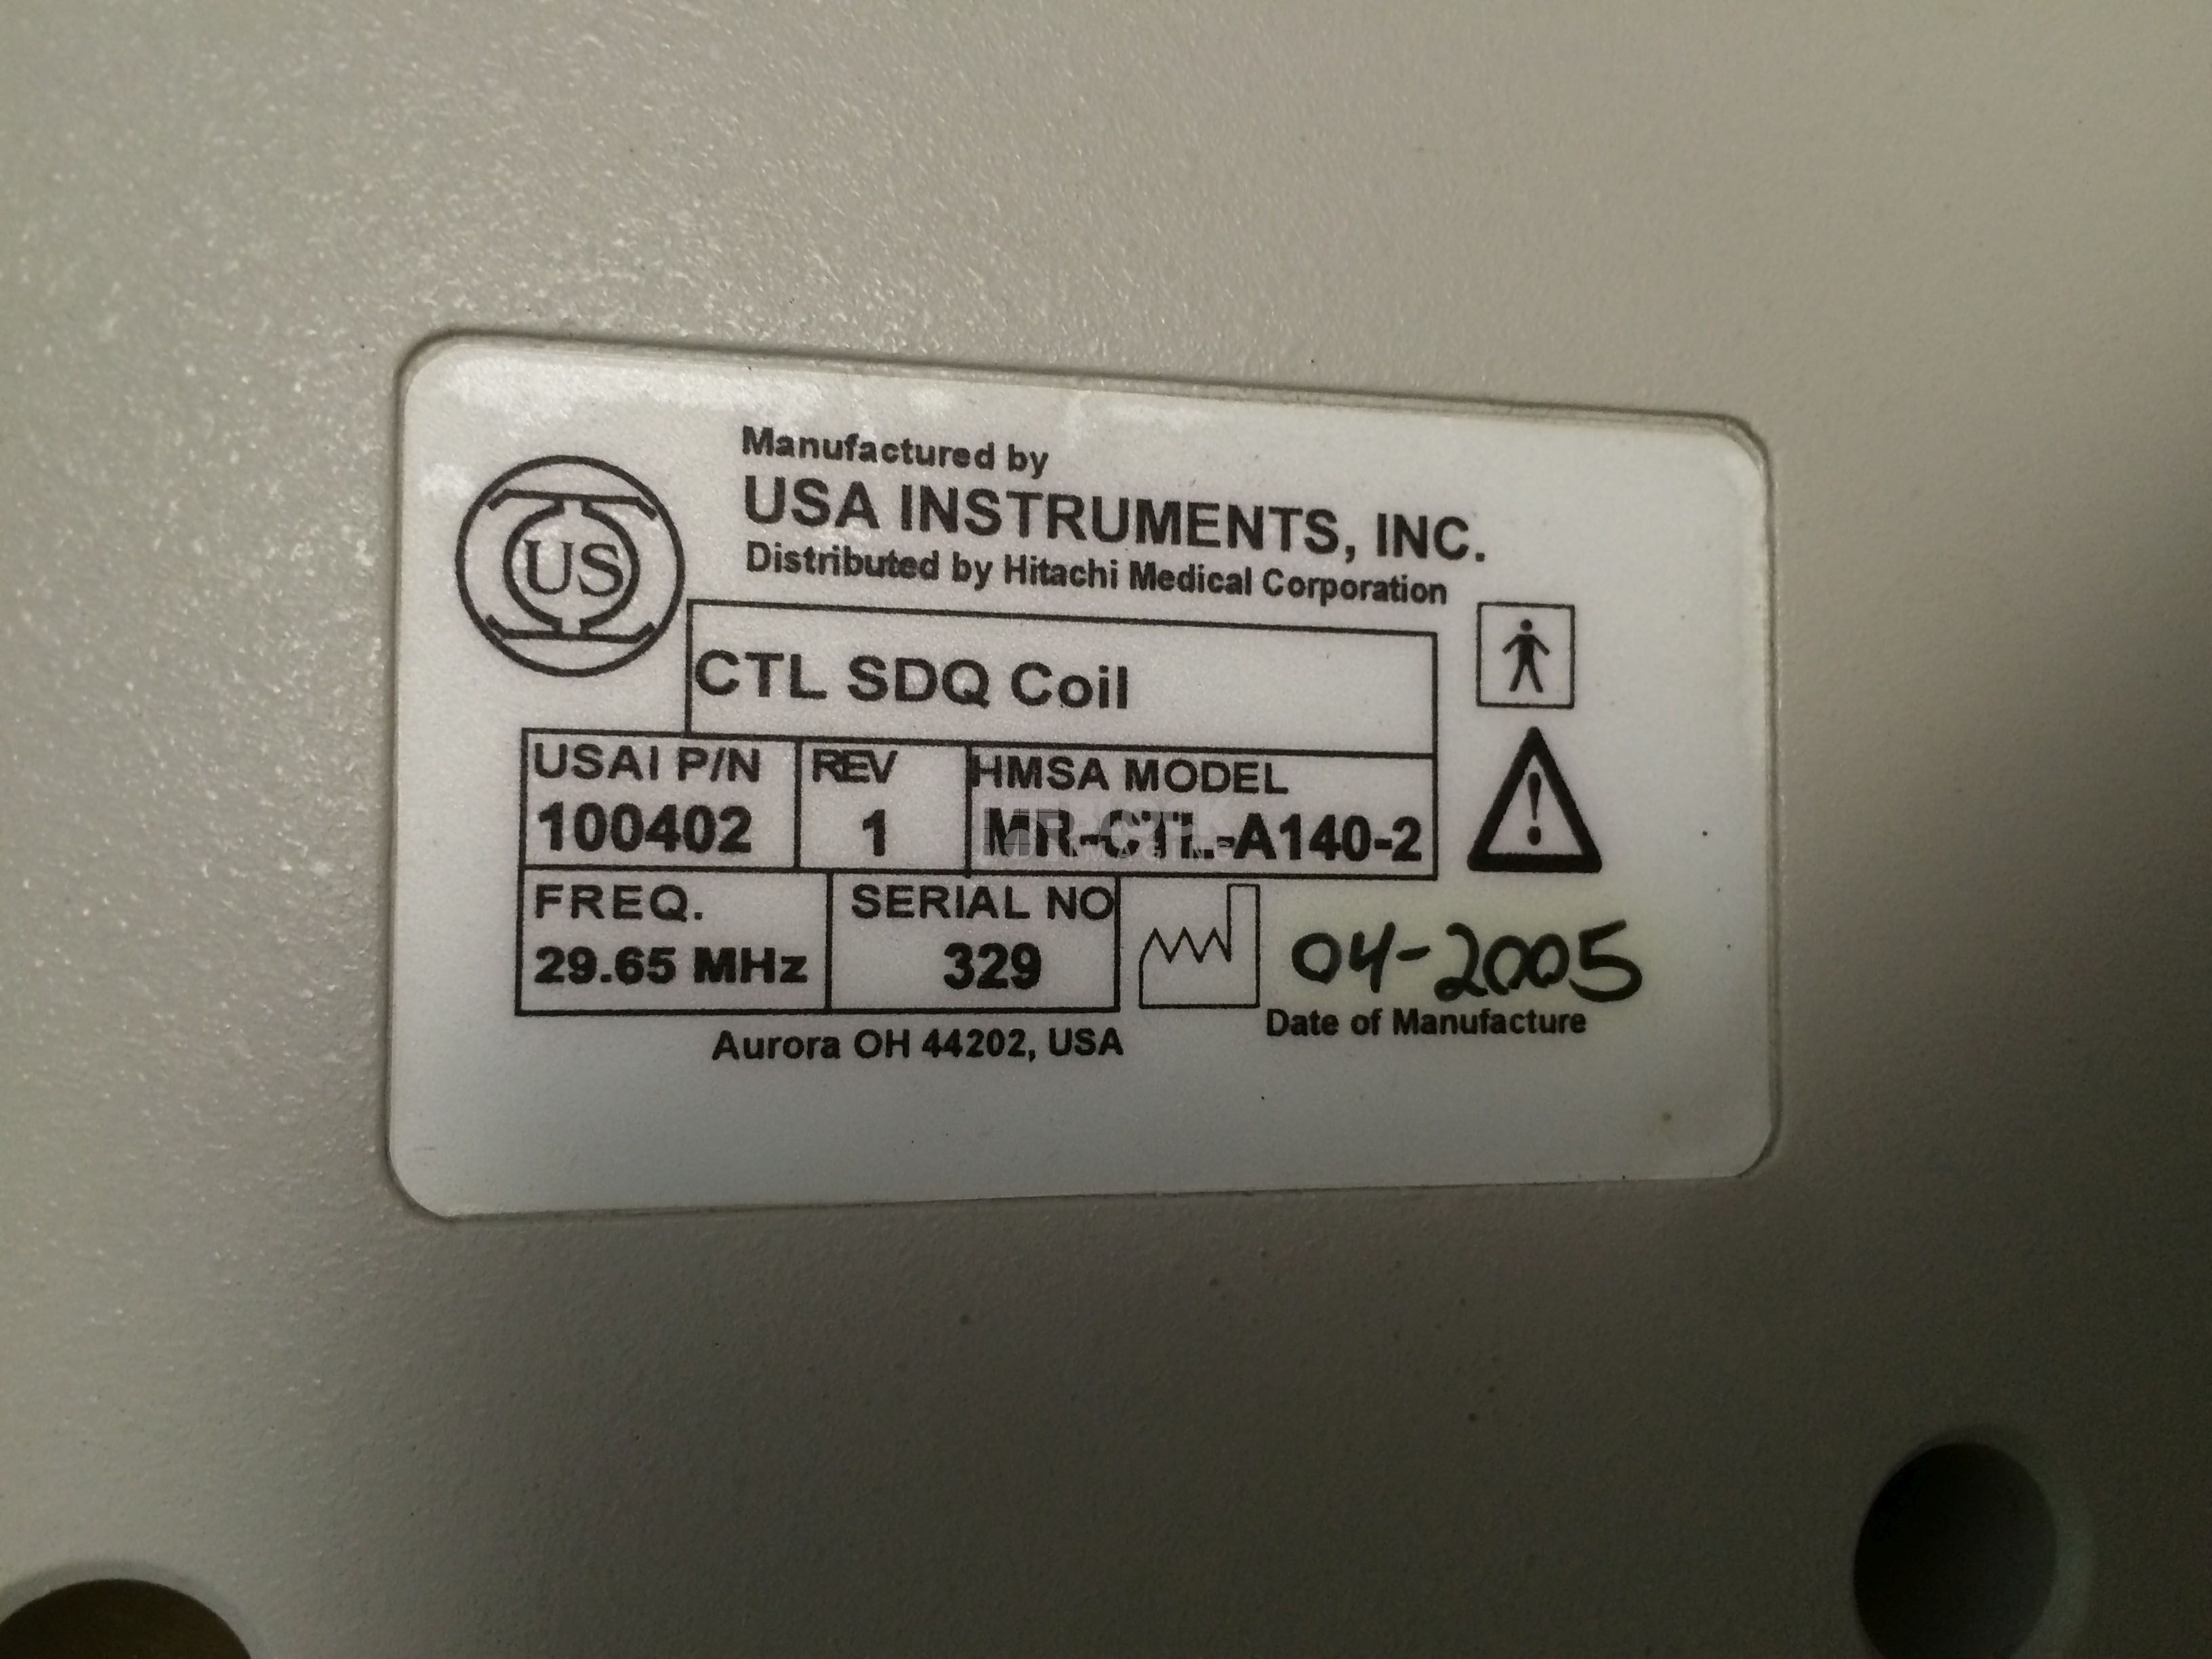 Manufactured by
USA INSTRUMENTS, INC.
Distributed by Hitachi Medical Corporation
US
CTL SDQ Coil
USAI P/N REV HMSA MODEL
100402 1 MR-CTL-A140-2
FREQ. SERIAL NO
29.65 MHz 329 04-2005
Date of Manufacture
Aurora OH 44202, USA